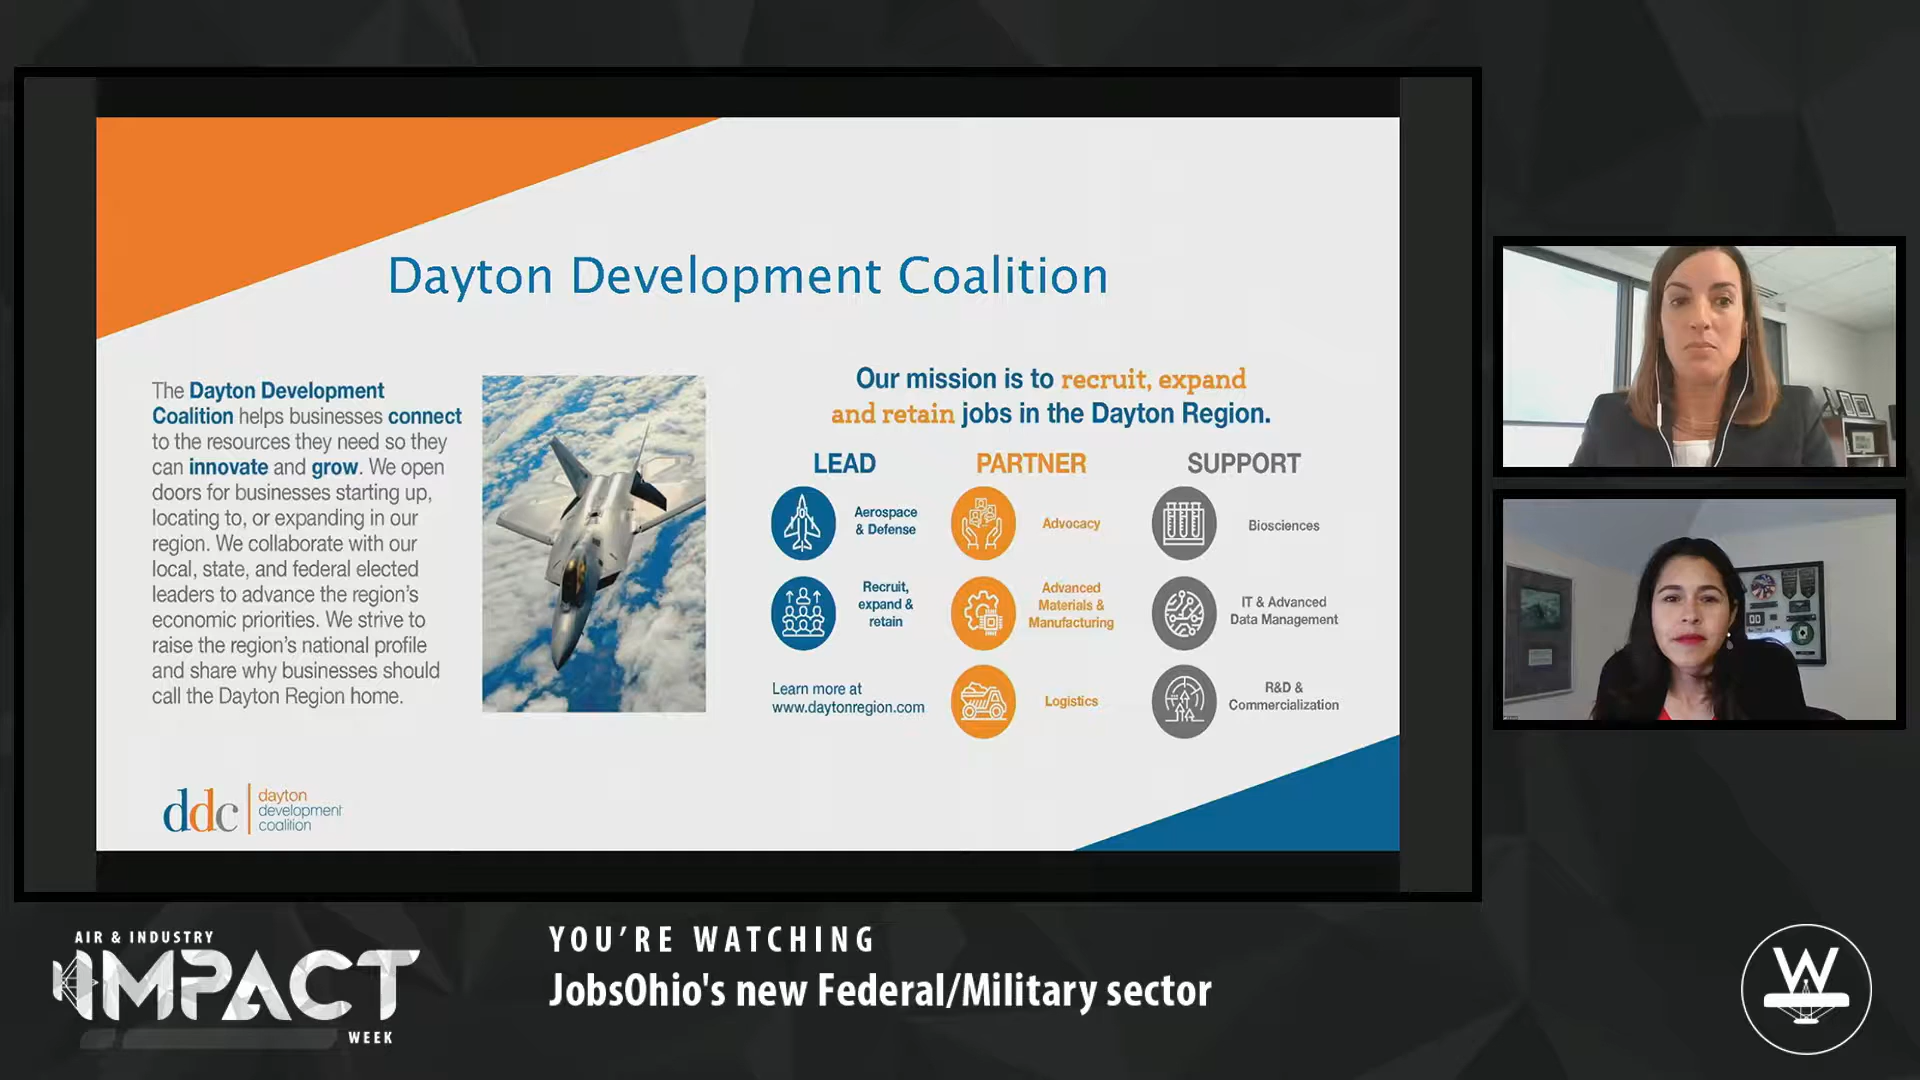 Dayton Development Coalition
The Dayton Development
Coalition helps businesses connect
to the resources they need so they
can innovate and grow. We open
doors for businesses starting up,
locating to, or expanding in our
region. We collaborate with our
local, state, and federal elected
leaders to advance the region's
economic priorities. We strive to
raise the region's national profile
and share why businesses should
call the Dayton Region home.
Our mission is to recruit, expand
and retain jobs in the Dayton Region.
LEAD
Aerospace
& Defense
Recruit,
expand &
retain
Learn more at
www.daytonregion.com
PARTNER
Advocacy
Advanced
Materials &
Manufacturing
Logistics
SUPPORT
Biosciences
IT & Advanced
Data Management
R&D &
Commercialization
ddc
dayton
development
coalition
AIR & INDUSTRY
IMPACT
WEEK
YOU'RE WATCHING
JobsOhio's new Federal/Military sector
W